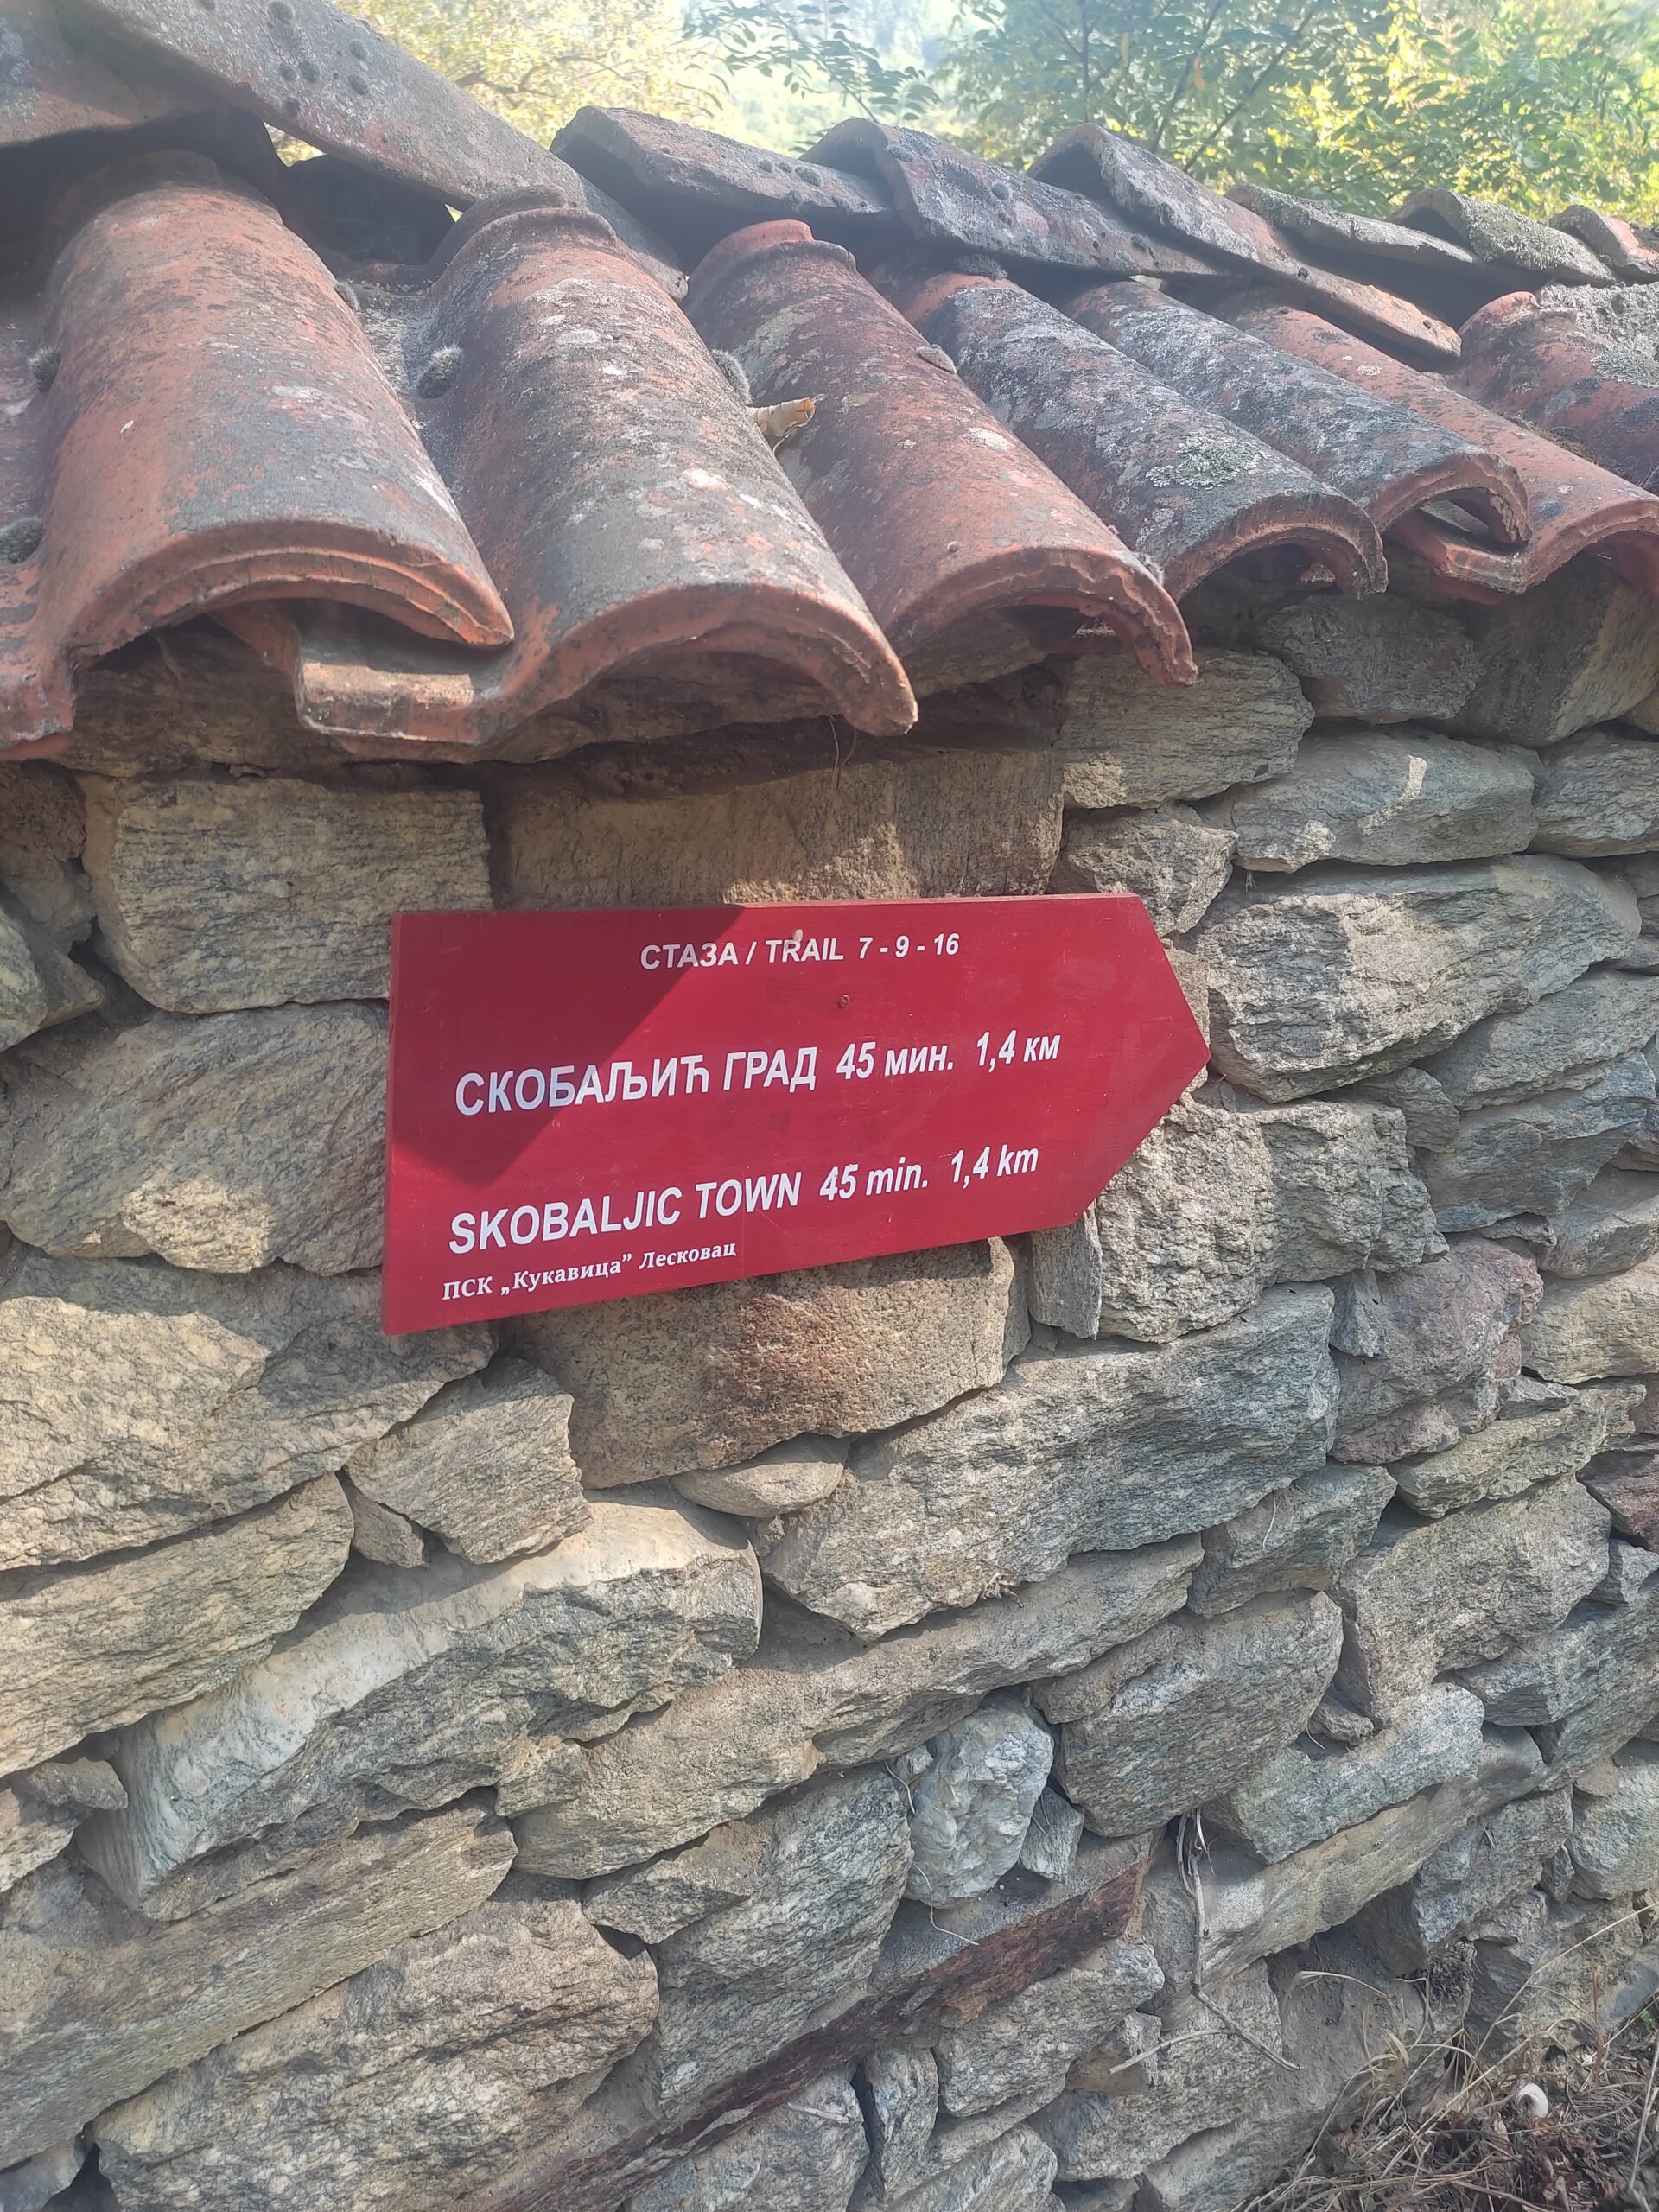 СТАЗА / TRAIL 7 - 9 - 16
СКОБАЉИЋ ГРАД 45 мин. 1,4 км
SKOBALJIC TOWN 45 min. 1,4 km
ПСК „Кукавица” Лесковац